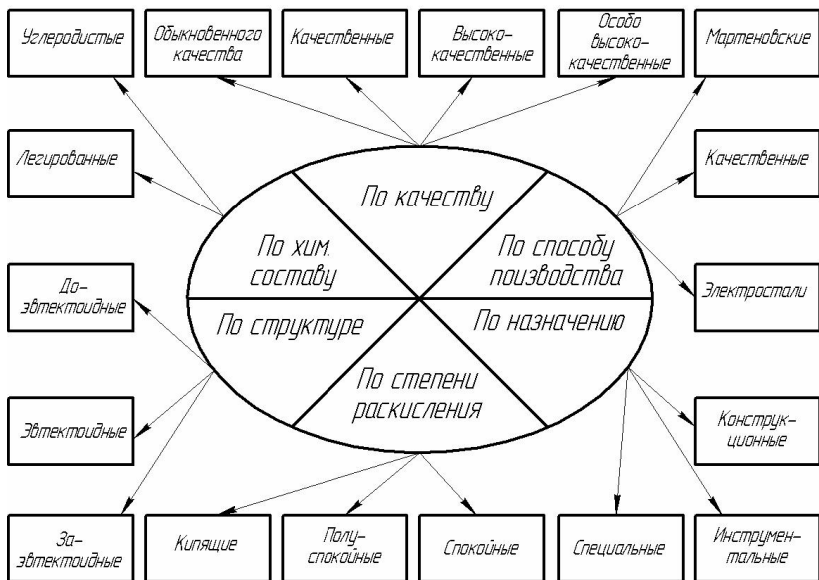 Углеродистые
Обыкновенного
качества
Качественные
Высоко-
качественные
Особо
высоко-
качественные
Мартеновские
Легированные
По качеству
Качественные
По хим.
составу
По способу
поизводства
До-
эвтектоидные
Электростали
По структуре
По назначению
По степени
раскисления
Эвтектоидные
Конструк-
ционные
За-
эвтектоидные
Кипящие
Полу-
спокойные
Спокойные
Специальные
Инструмен-
тальные